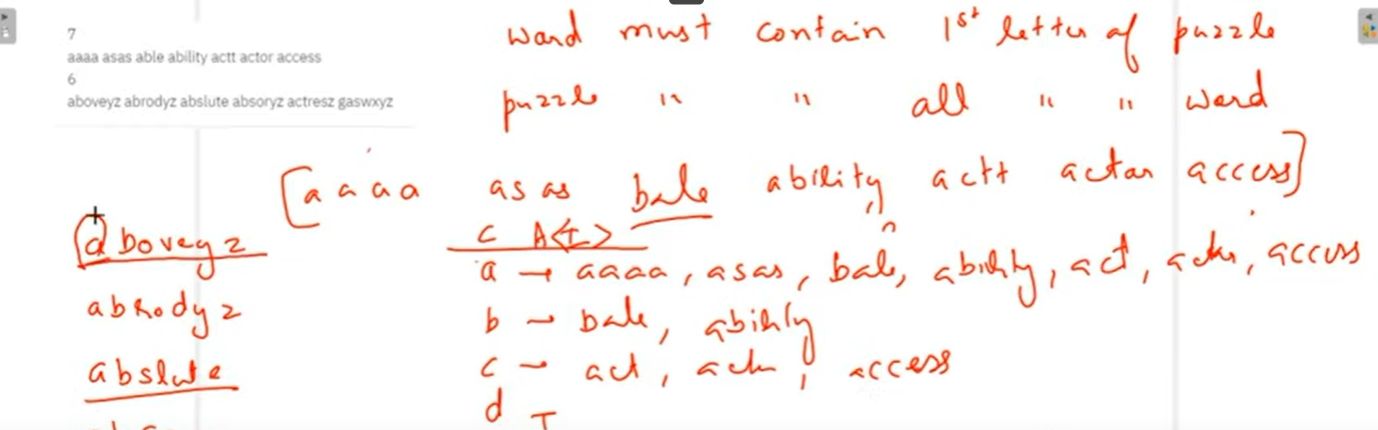 7
aaaa asas able ability actt actor access
6
aboveyz abrodyz abslute absoryz actresz gaswxyz
word must contain 1st letter of puzzle
puzzle " " all " " word
[aaaa asas bale ability actt actor access]
c A<I>
aboveyz
a → aaaa, asas, bale, ability, act, actor, access
abrodyz
b → bale, ability
abslute
c → act, actor, access
d